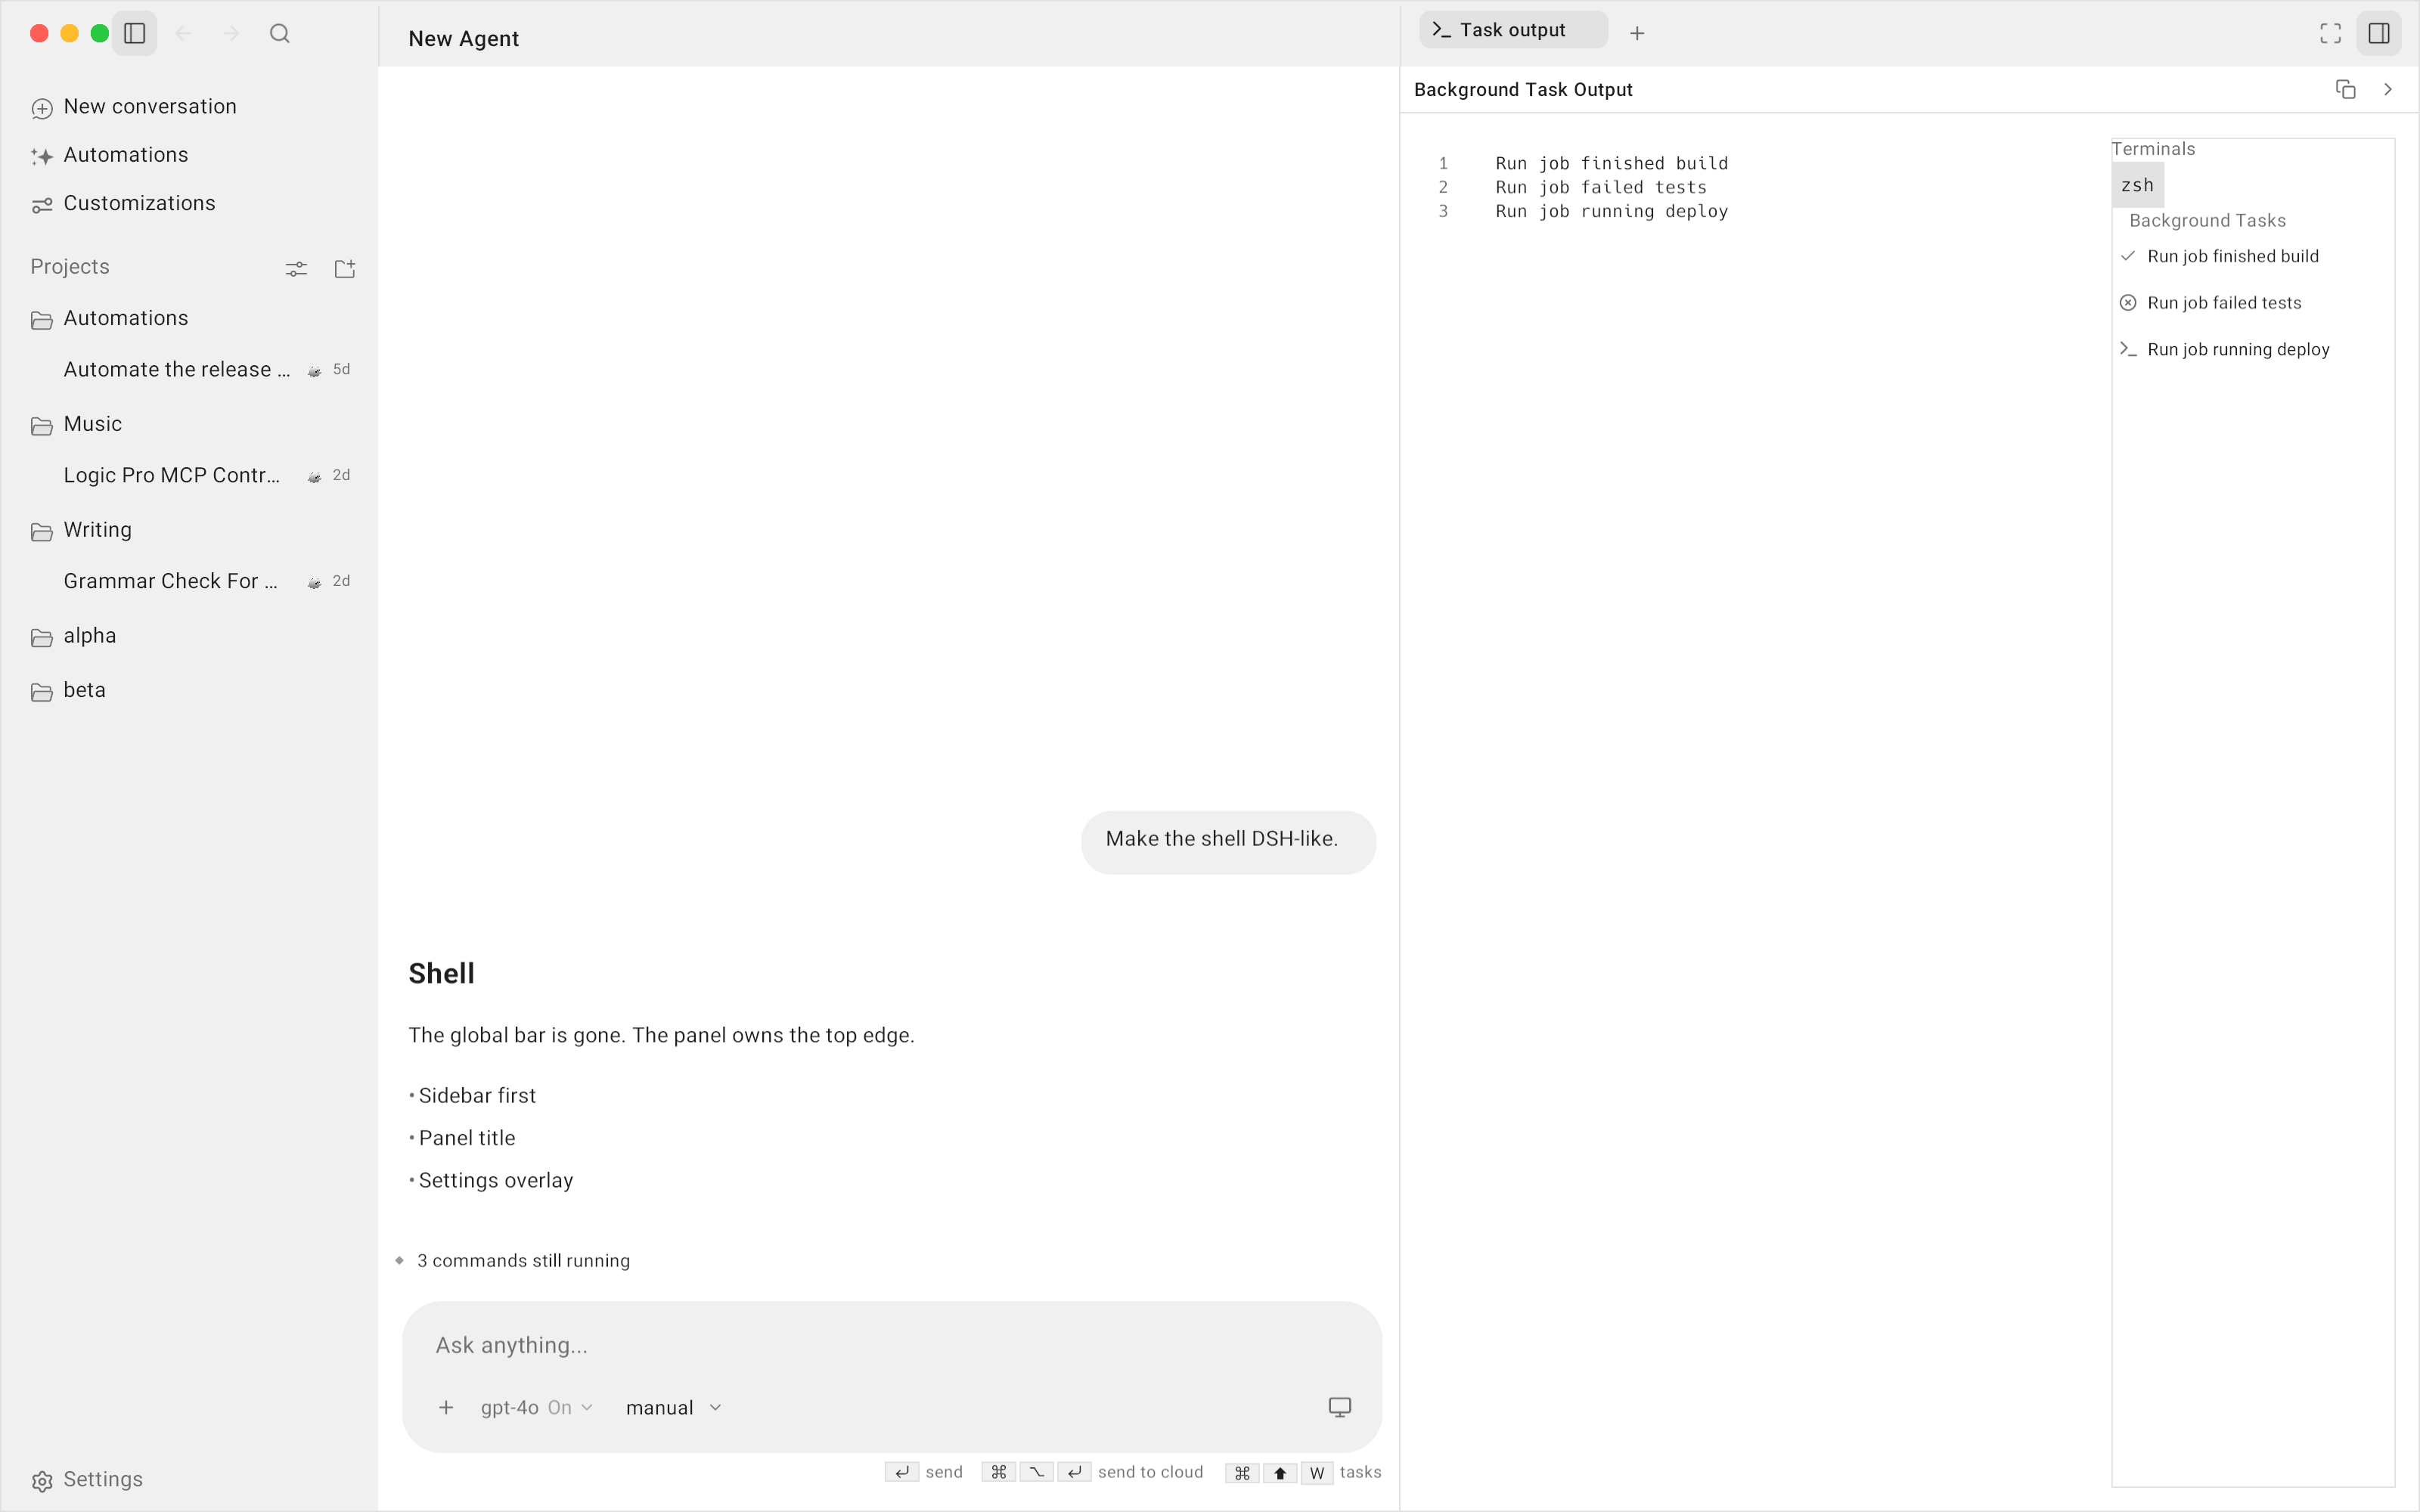 New conversation
Automations
Customizations
Projects
Automations
Automate the release ... 5d
Music
Logic Pro MCP Contr... 2d
Writing
Grammar Check For ... 2d
alpha
beta
Settings
New Agent
Make the shell DSH-like.
Shell
The global bar is gone. The panel owns the top edge.
• Sidebar first
• Panel title
• Settings overlay
3 commands still running
Ask anything...
gpt-4o On manual
send ⌘ ⌥ send to cloud ⌘ W tasks
Task output
Background Task Output
1 Run job finished build
2 Run job failed tests
3 Run job running deploy
Terminals
zsh
Background Tasks
Run job finished build
Run job failed tests
Run job running deploy